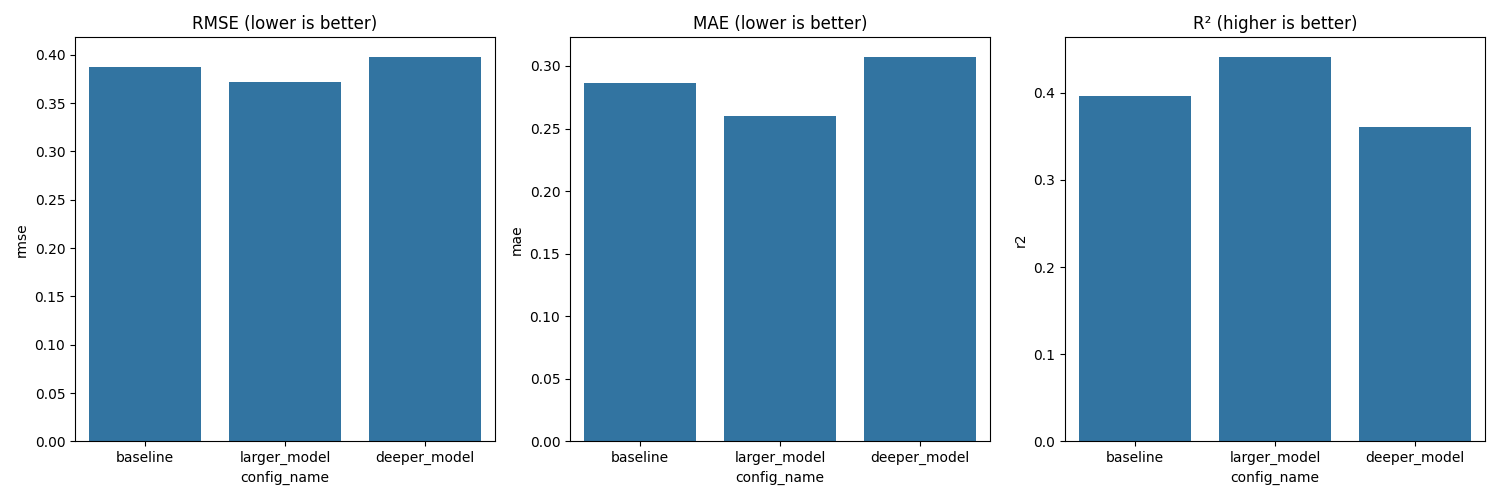 RMSE (lower is better)
0.40
0.35
0.30
0.25
0.20
0.15
0.10
0.05
0.00
rmse
baseline larger_model deeper_model
config_name
MAE (lower is better)
0.30
0.25
0.20
0.15
0.10
0.05
0.00
mae
baseline larger_model deeper_model
config_name
R² (higher is better)
0.4
0.3
0.2
0.1
0.0
r2
baseline larger_model deeper_model
config_name